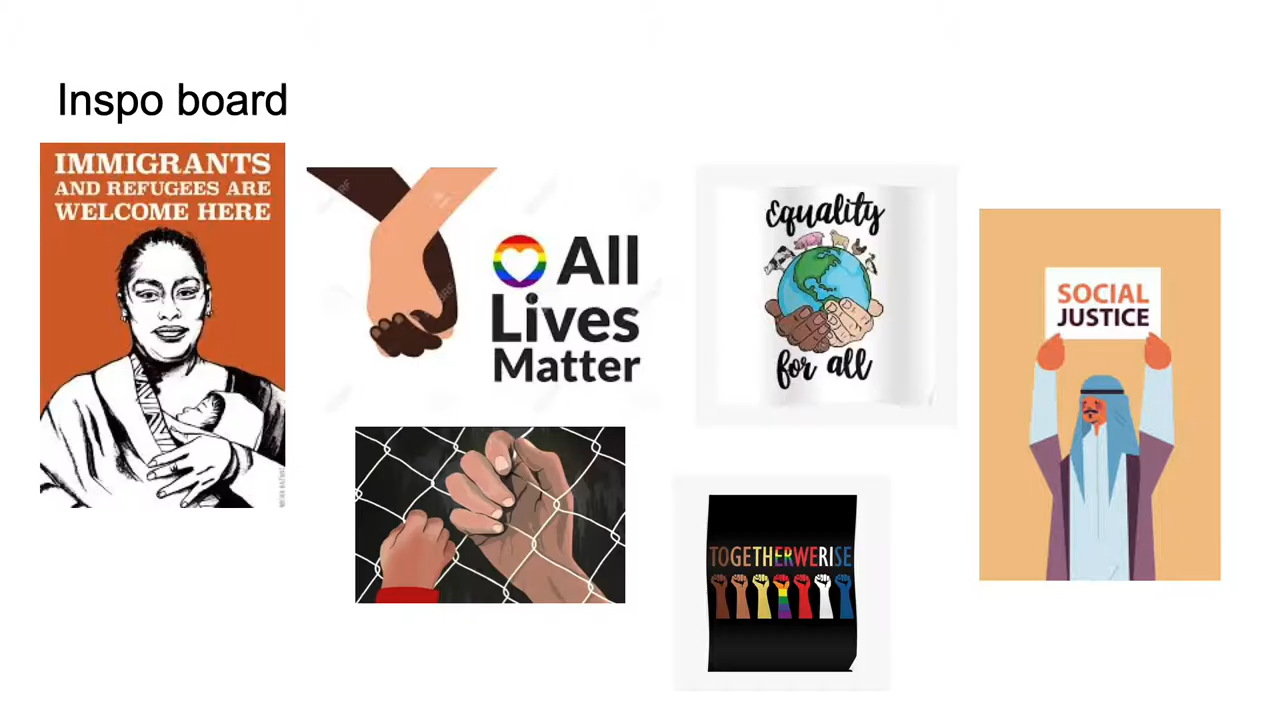 Inspo board
IMMIGRANTS
AND REFUGEES ARE
WELCOME HERE
All
Lives
Matter
Equality
for all
SOCIAL
JUSTICE
TOGETHERWERISE